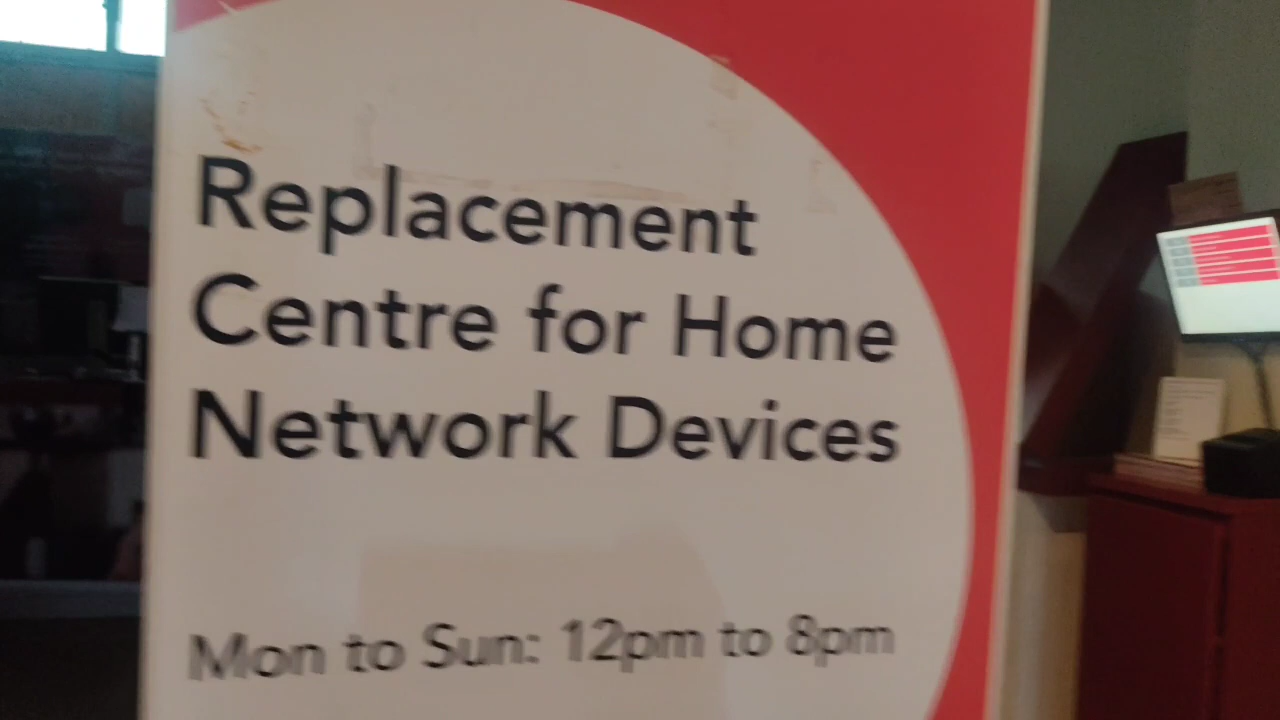 Replacement
Centre for Home
Network Devices
Mon to Sun: 12pm to 8pm